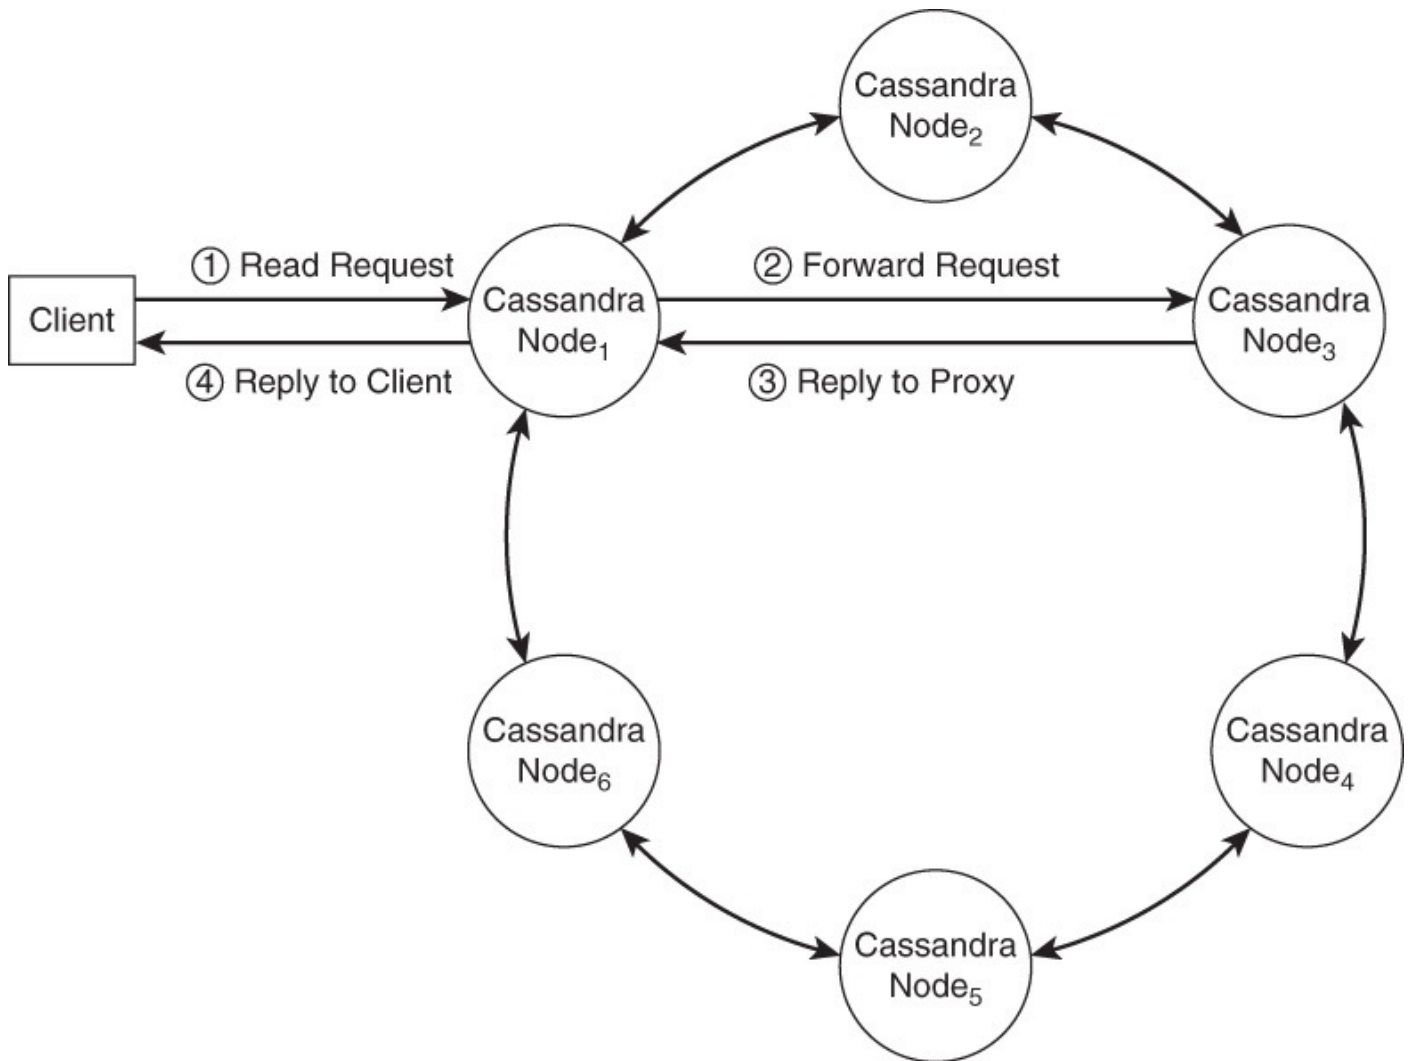 Cassandra
Node₂
① Read Request
② Forward Request
Client
Cassandra
Node₁
Cassandra
Node₃
④ Reply to Client
③ Reply to Proxy
Cassandra
Node₆
Cassandra
Node₄
Cassandra
Node₅